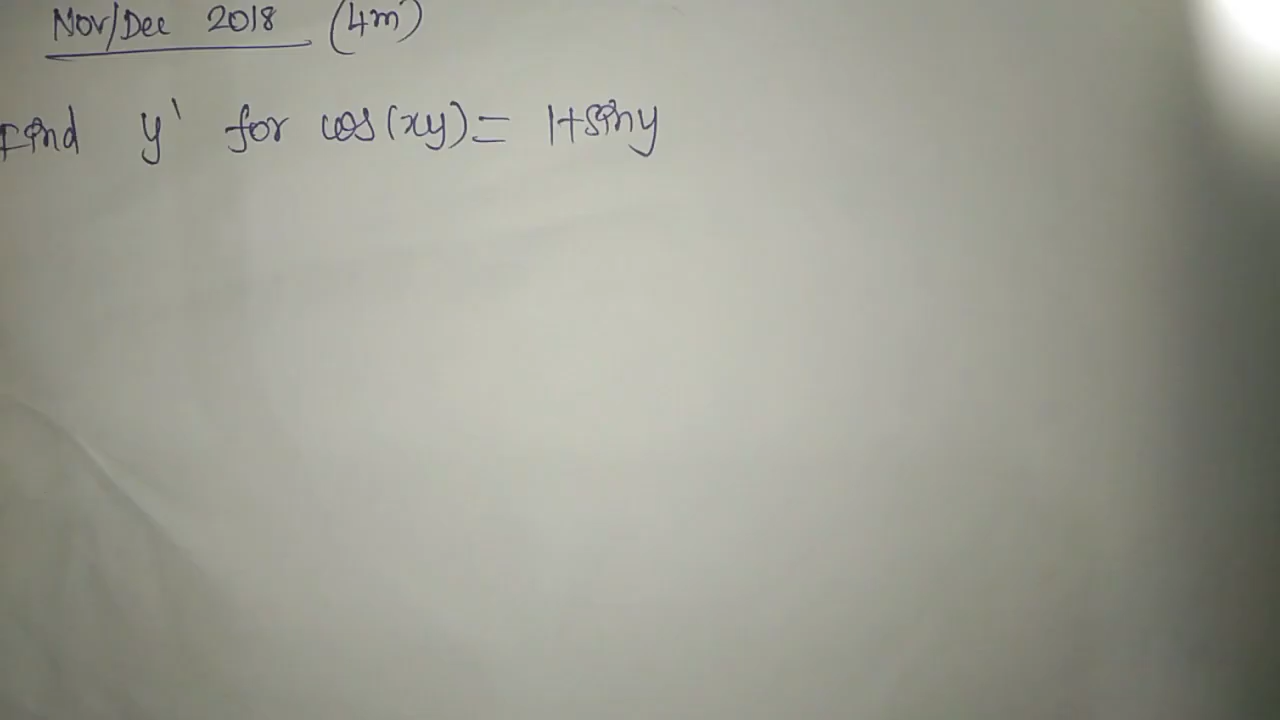 Nov/Dec 2018 (4m)
Find y' for cos(xy) = 1+siny